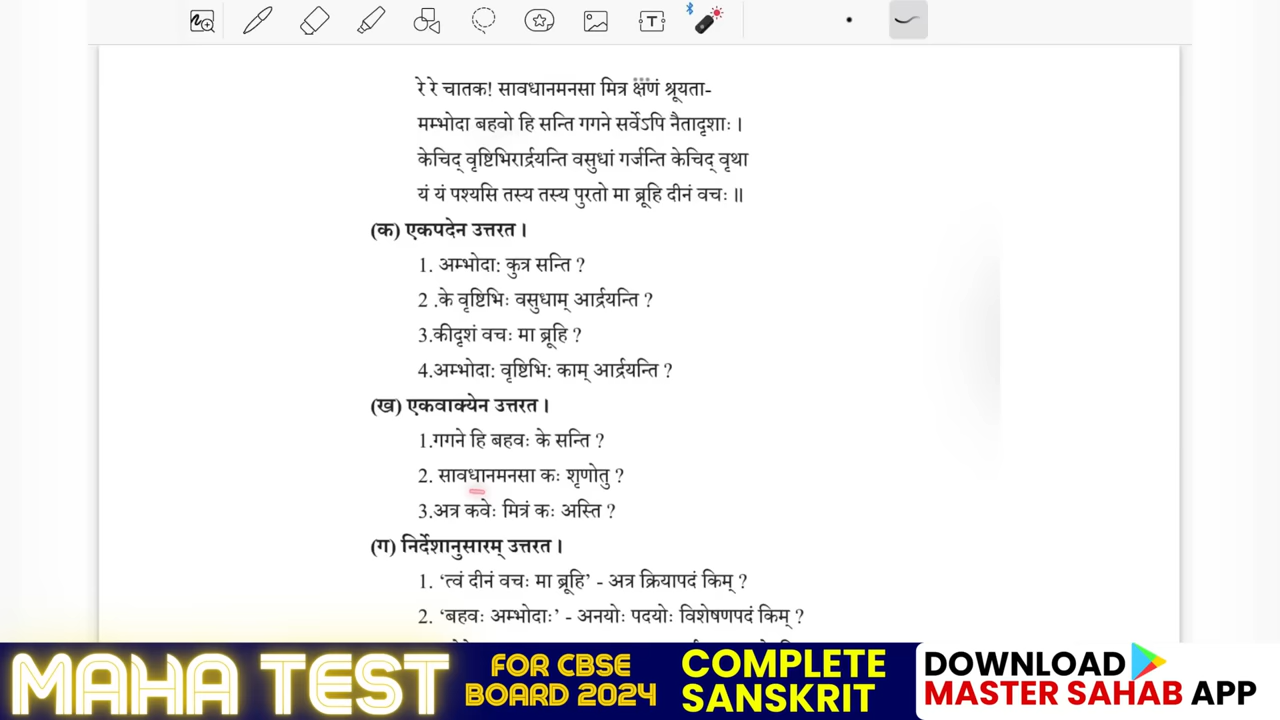 रे रे चातक! सावधानमनसा मित्र क्षणं श्रूयता-
मम्भोदा बहवो हि सन्ति गगने सर्वेऽपि नैतादृशाः ।
केचिद् वृष्टिभिरार्द्रयन्ति वसुधां गर्जन्ति केचिद् वृथा
यं यं पश्यसि तस्य तस्य पुरतो मा ब्रूहि दीनं वचः ॥
(क) एकपदेन उत्तरत ।
1. अम्भोदा: कुत्र सन्ति ?
2 .के वृष्टिभिः वसुधाम् आर्द्रयन्ति ?
3.कीदृशं वचः मा ब्रूहि ?
4.अम्भोदा: वृष्टिभि: काम् आर्द्रयन्ति ?
(ख) एकवाक्येन उत्तरत ।
1.गगने हि बहवः के सन्ति ?
2. सावधानमनसा कः शृणोतु ?
3.अत्र कवेः मित्रं कः अस्ति ?
(ग) निर्देशानुसारम् उत्तरत ।
1. ‘त्वं दीनं वचः मा ब्रूहि’ - अत्र क्रियापदं किम् ?
2. ‘बहवः अम्भोदाः’ - अनयोः पदयोः विशेषणपदं किम् ?
MAHA TEST
FOR CBSE
BOARD 2024
COMPLETE
SANSKRIT
DOWNLOAD
MASTER SAHAB APP